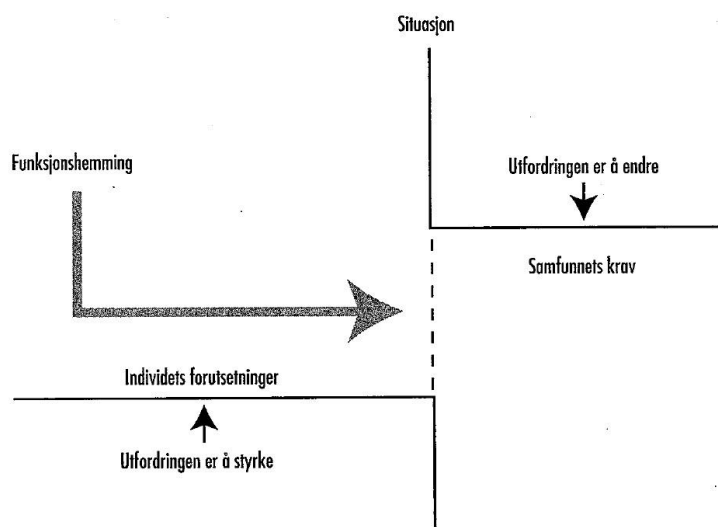 Situasjon
Funksjonshemming
Utfordringen er å endre
Samfunnets krav
Individets forutsetninger
Utfordringen er å styrke